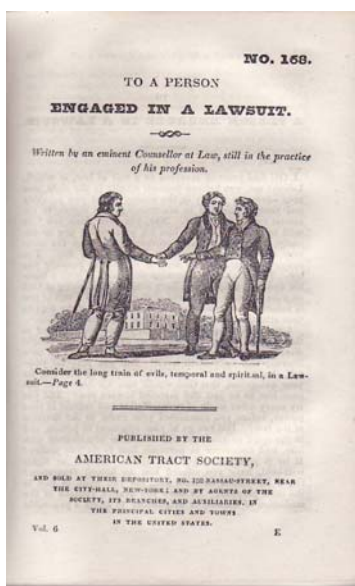 NO. 168.
TO A PERSON
ENGAGED IN A LAWSUIT.
Written by an eminent Counsellor at Law, still in the practice
of his profession.
Consider the long train of evils, temporal and spiritual, in a Law-
suit.—Page 4.
PUBLISHED BY THE
AMERICAN TRACT SOCIETY,
AND SOLD AT THEIR DEPOSITORY, NO. NASSAU-STREET, NEAR
THE CITY-HALL, NEW-YORK; AND BY AGENTS OF THE
SOCIETY, ITS BRANCHES, AND AUXILIARIES, IN
THE PRINCIPAL CITIES AND TOWNS
IN THE UNITED STATES.
Vol. 6
E